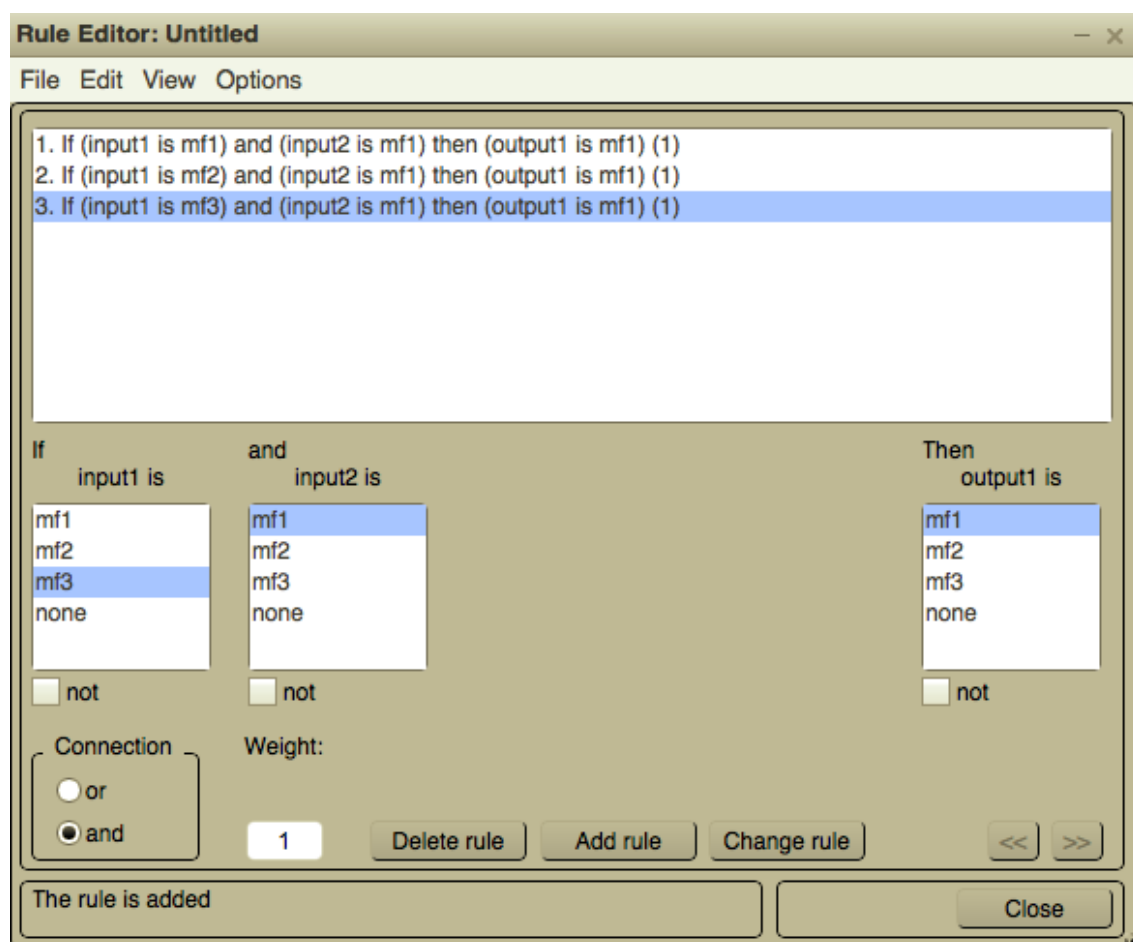 Rule Editor: Untitled
File Edit View Options
1. If (input1 is mf1) and (input2 is mf1) then (output1 is mf1) (1)
2. If (input1 is mf2) and (input2 is mf1) then (output1 is mf1) (1)
3. If (input1 is mf3) and (input2 is mf1) then (output1 is mf1) (1)
If and Then
input1 is input2 is output1 is
mf1 mf1 mf1
mf2 mf2 mf2
mf3 mf3 mf3
none none none
not not not
Connection Weight:
or
and 1 Delete rule Add rule Change rule << >>
The rule is added Close